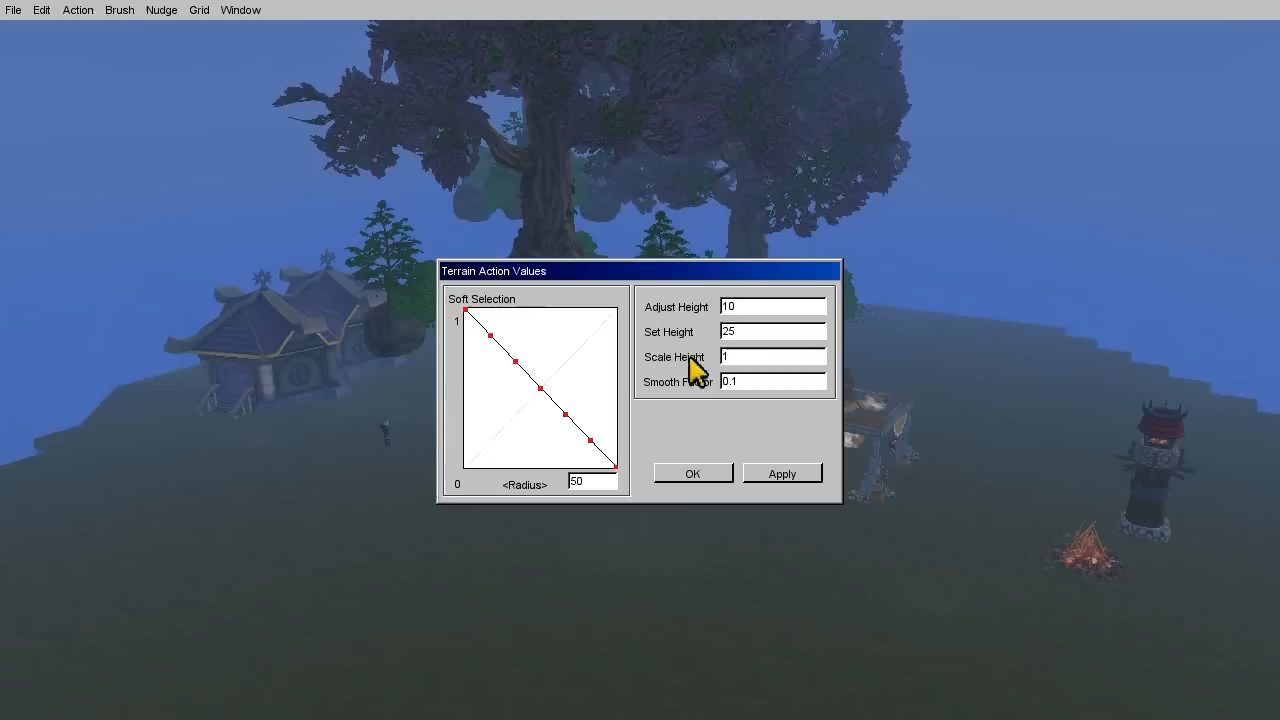 File Edit Action Brush Nudge Grid Window
Terrain Action Values
Soft Selection
1
0
<Radius> 50
Adjust Height 10
Set Height 25
Scale Height 1
Smooth Factor 0.1
OK Apply